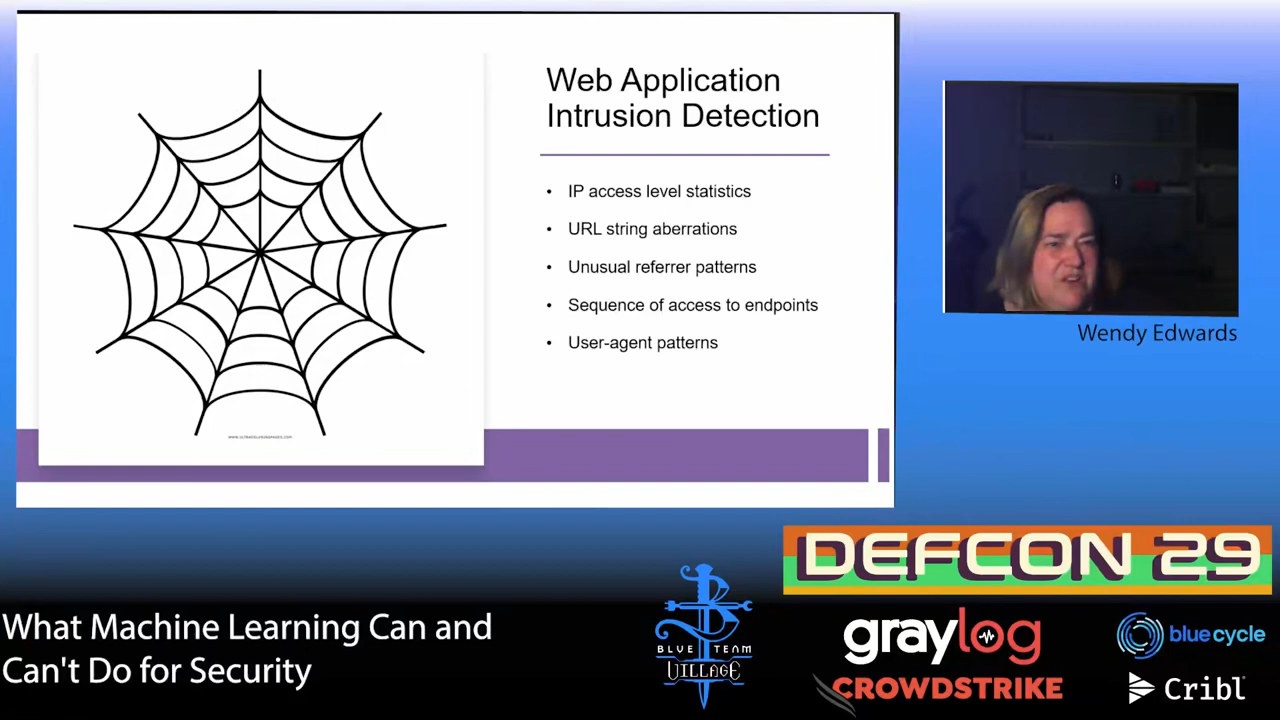 Web Application
Intrusion Detection
• IP access level statistics
• URL string aberrations
• Unusual referrer patterns
• Sequence of access to endpoints
• User-agent patterns
Wendy Edwards
What Machine Learning Can and
Can't Do for Security
BLUE TEAM
VILLAGE
DEFCON 29
graylog
CROWDSTRIKE
bluecycle
Cribl